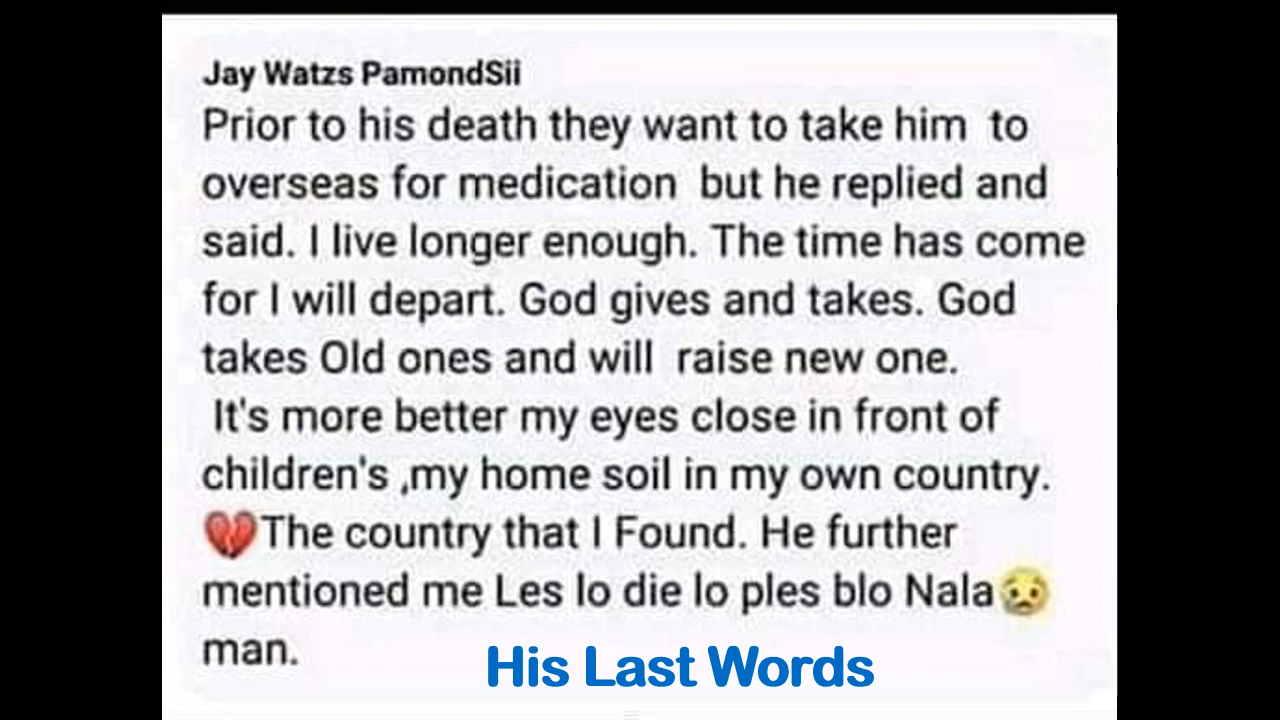 Jay Watzs PamondSii
Prior to his death they want to take him  to
overseas for medication  but he replied and
said. I live longer enough. The time has come
for I will depart. God gives and takes. God
takes Old ones and will  raise new one.
It's more better my eyes close in front of
children's ,my home soil in my own country.
💔The country that I Found. He further
mentioned me Les lo die lo ples blo Nala😢
man.
His Last Words